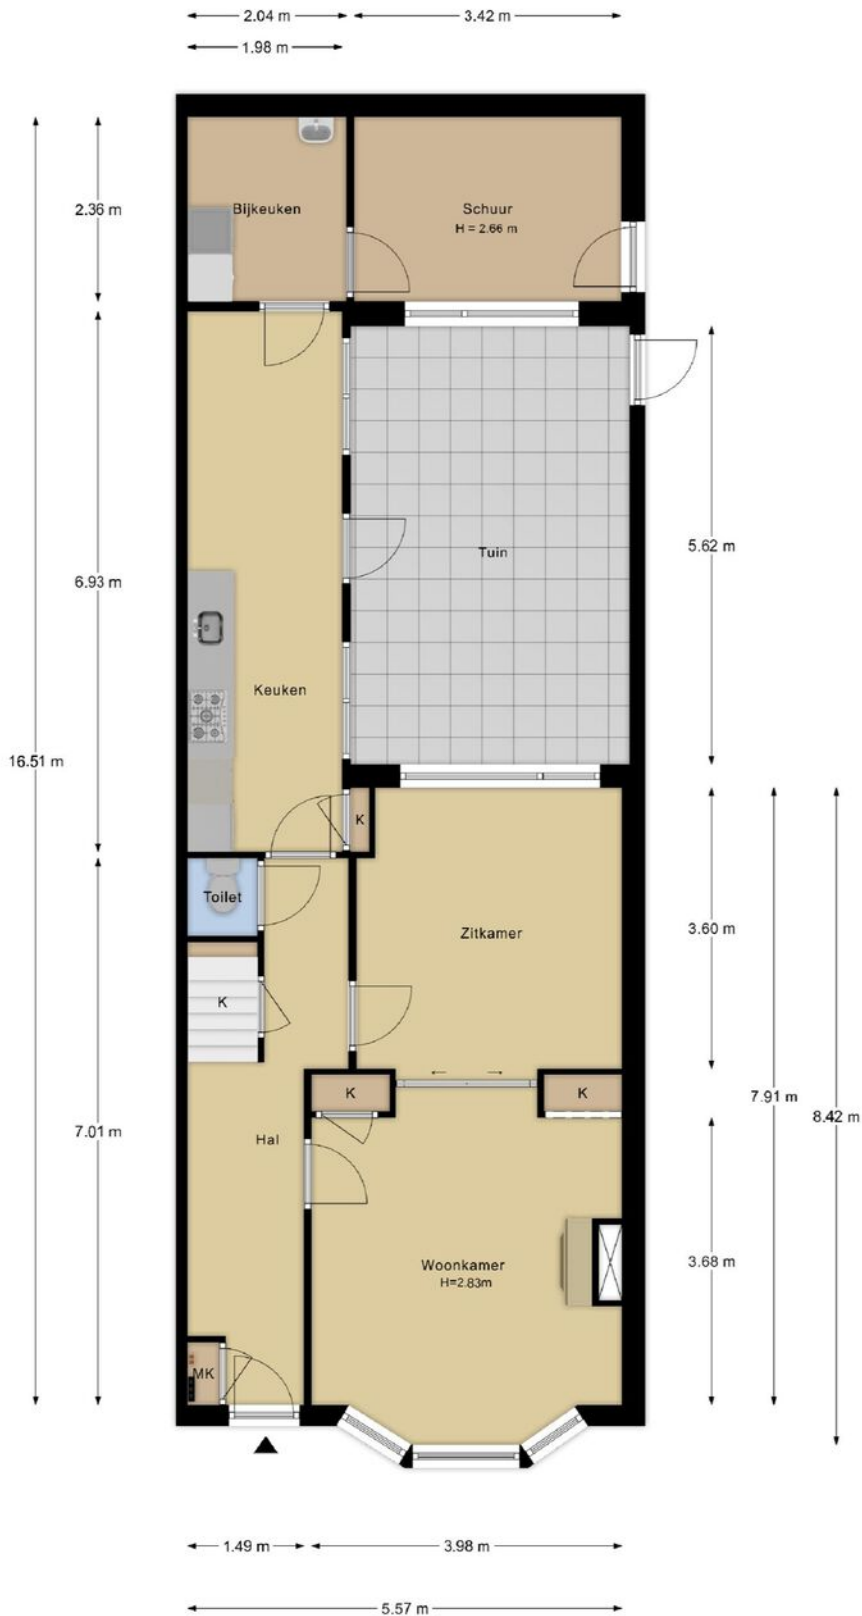 2.04 m
3.42 m
1.98 m
2.36 m
Bijkeuken
Schuur
H = 2.66 m
6.93 m
5.62 m
Tuin
Keuken
16.51 m
K
Toilet
Zitkamer
3.60 m
K
K
K
7.91 m
8.42 m
7.01 m
Hal
Woonkamer
H=2.83m
3.68 m
MK
1.49 m
3.98 m
5.57 m